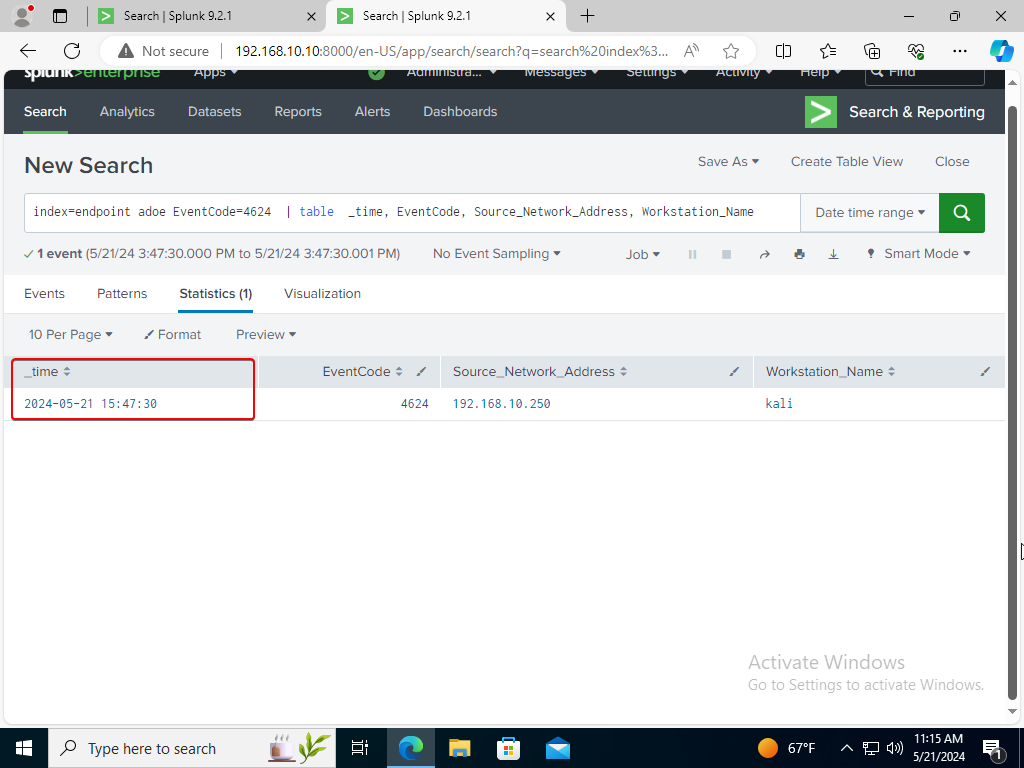 Search | Splunk 9.2.1
Search | Splunk 9.2.1
Not secure
192.168.10.10:8000/en-US/app/search/search?q=search%20index%3...
splunk>enterprise Apps Administra... Messages Settings Activity Help Find
Search Analytics Datasets Reports Alerts Dashboards Search & Reporting
New Search Save As Create Table View Close
index=endpoint adoe EventCode=4624 | table _time, EventCode, Source_Network_Address, Workstation_Name Date time range
✓ 1 event (5/21/24 3:47:30.000 PM to 5/21/24 3:47:30.001 PM) No Event Sampling Job Smart Mode
Events Patterns Statistics (1) Visualization
10 Per Page Format Preview
_time EventCode Source_Network_Address Workstation_Name
2024-05-21 15:47:30 4624 192.168.10.250 kali
Activate Windows
Go to Settings to activate Windows.
Type here to search 67°F 11:15 AM
5/21/2024 1